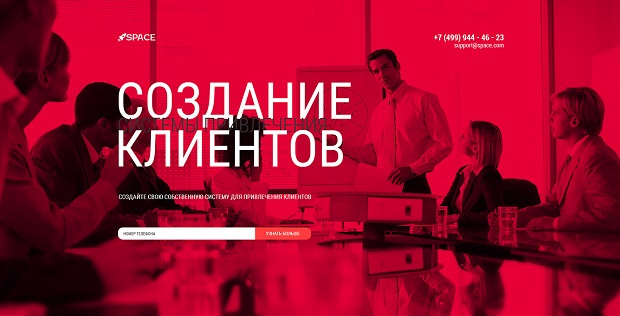 SPACE
+7 (499) 944 - 46 - 23
support@space.com
СОЗДАНИЕ
СИСТЕМЫ ПРИВЛЕЧЕНИЯ
КЛИЕНТОВ
СОЗДАЙТЕ СВОЮ СОБСТВЕННУЮ СИСТЕМУ ДЛЯ ПРИВЛЕЧЕНИЯ КЛИЕНТОВ
НОМЕР ТЕЛЕФОНА
УЗНАТЬ БОЛЬШЕ